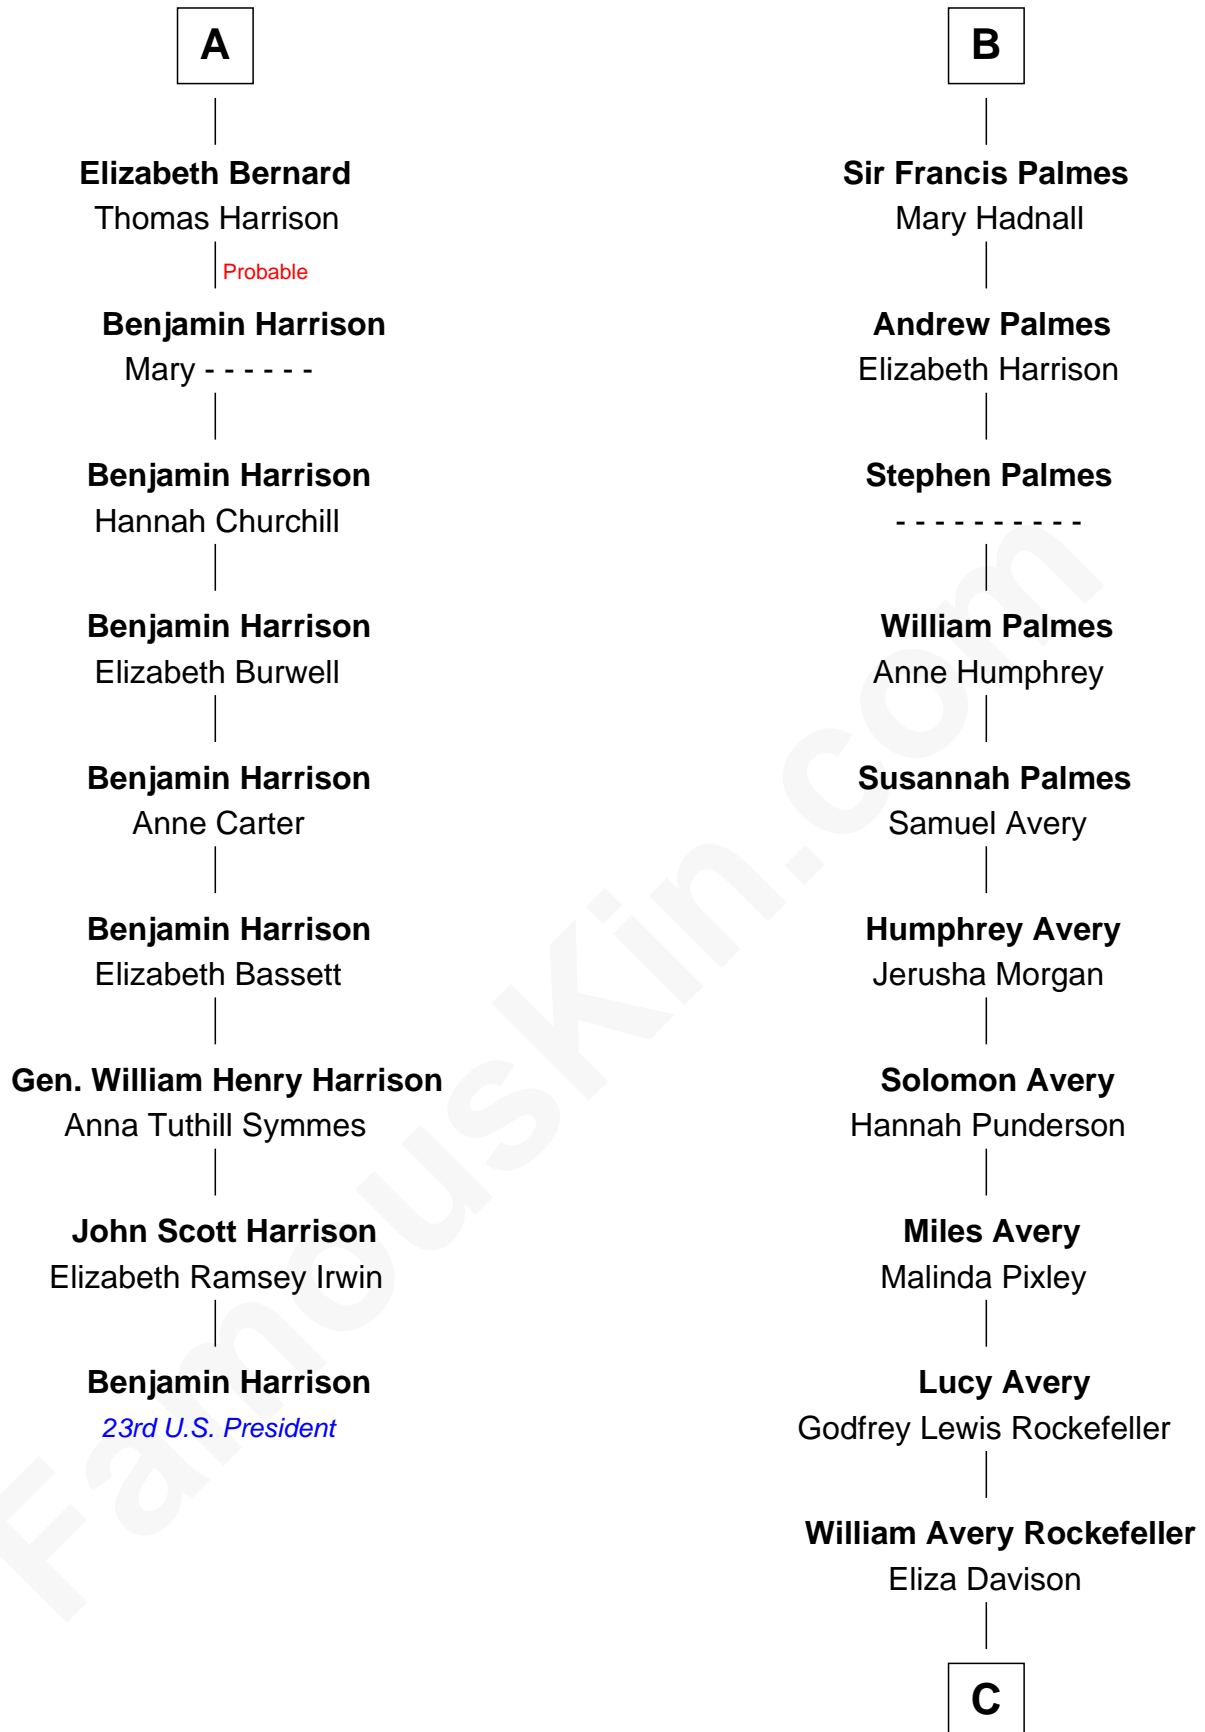 A
Elizabeth Bernard
Thomas Harrison
Probable
Benjamin Harrison
Mary - - - - - -
Benjamin Harrison
Hannah Churchill
Benjamin Harrison
Elizabeth Burwell
Benjamin Harrison
Anne Carter
Benjamin Harrison
Elizabeth Bassett
Gen. William Henry Harrison
Anna Tuthill Symmes
John Scott Harrison
Elizabeth Ramsey Irwin
Benjamin Harrison
23rd U.S. President
B
Sir Francis Palmes
Mary Hadnall
Andrew Palmes
Elizabeth Harrison
Stephen Palmes
- - - - - - - - - -
William Palmes
Anne Humphrey
Susannah Palmes
Samuel Avery
Humphrey Avery
Jerusha Morgan
Solomon Avery
Hannah Punderson
Miles Avery
Malinda Pixley
Lucy Avery
Godfrey Lewis Rockefeller
William Avery Rockefeller
Eliza Davison
C
FamousKin.com